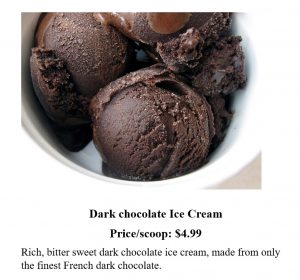 Dark chocolate Ice Cream
Price/scoop: $4.99
Rich, bitter sweet dark chocolate ice cream, made from only
the finest French dark chocolate.